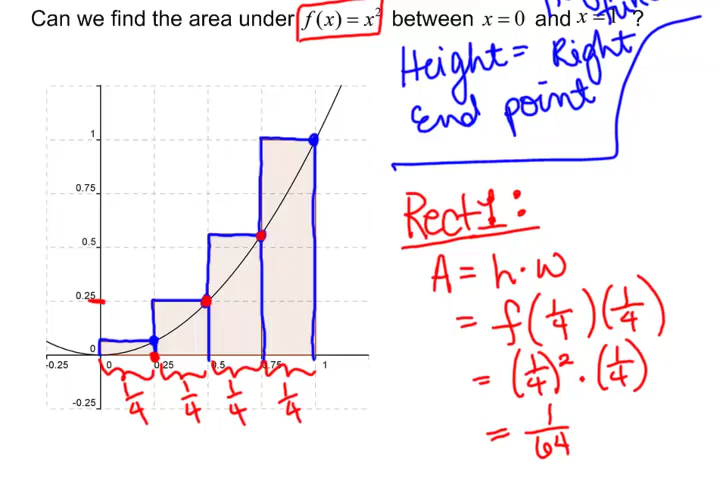 Can we find the area under f(x) = x² between x = 0 and x = 1 ?
Height = Right
End point
1
0.75
0.5
0.25
0
-0.25
-0.25 0 0.25 0.5 0.75 1
1/4 1/4 1/4 1/4
Rect 1:
A = h · w
= f(1/4)(1/4)
= (1/4)² · (1/4)
= 1/64